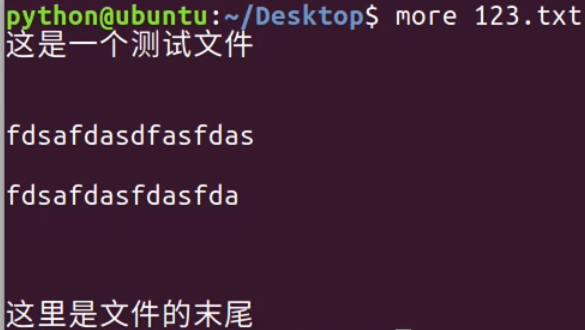 python@ubuntu:~/Desktop$ more 123.txt
这是一个测试文件
fdsafdasdfasfdas
fdsafdasfdasfda
这里是文件的末尾